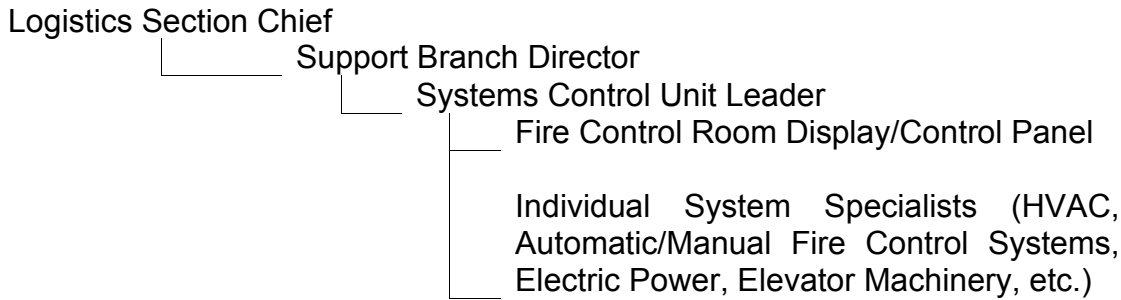 Logistics Section Chief
Support Branch Director
Systems Control Unit Leader
Fire Control Room Display/Control Panel
Individual System Specialists (HVAC,
Automatic/Manual Fire Control Systems,
Electric Power, Elevator Machinery, etc.)